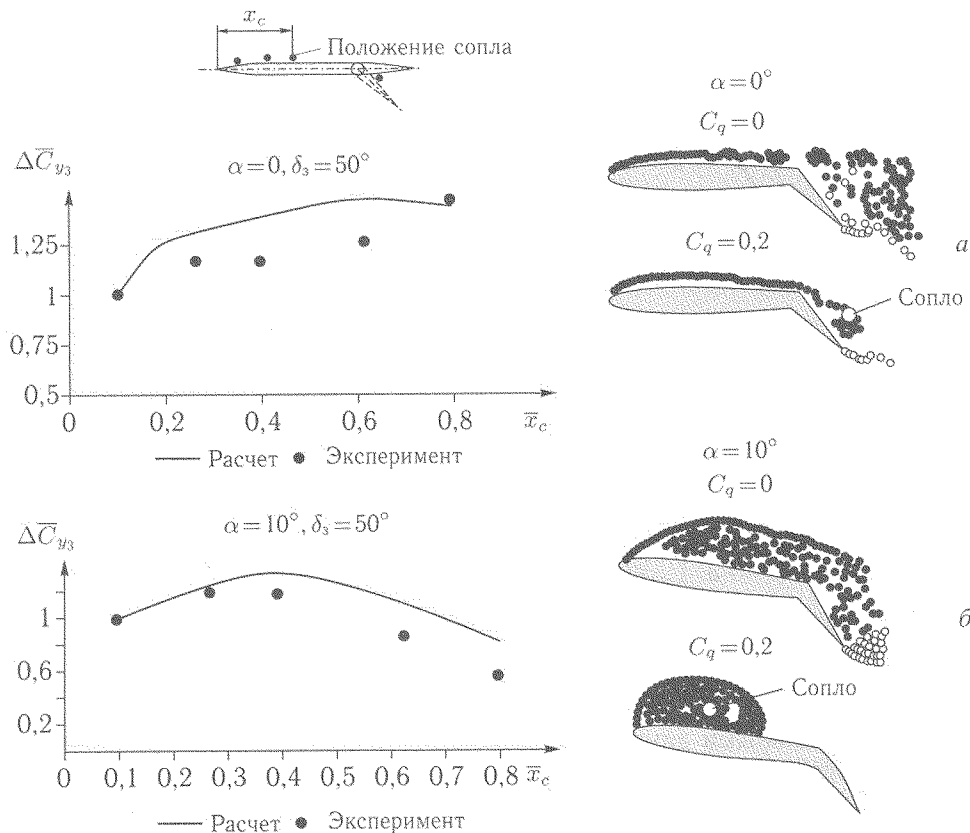 x_c
Положение сопла
ΔC̅_yз
α=0, δ_з=50°
1,25
1
0,75
0,5
0
0,2
0,4
0,6
0,8
x̅_c
Расчет
Эксперимент
α=0°
C_q=0
C_q=0,2
Сопло
а
ΔC̅_yз
α=10°, δ_з=50°
1
0,6
0,2
0
0,1
0,2
0,3
0,4
0,5
0,6
0,7
0,8
x̅_c
Расчет
Эксперимент
α=10°
C_q=0
C_q=0,2
Сопло
б